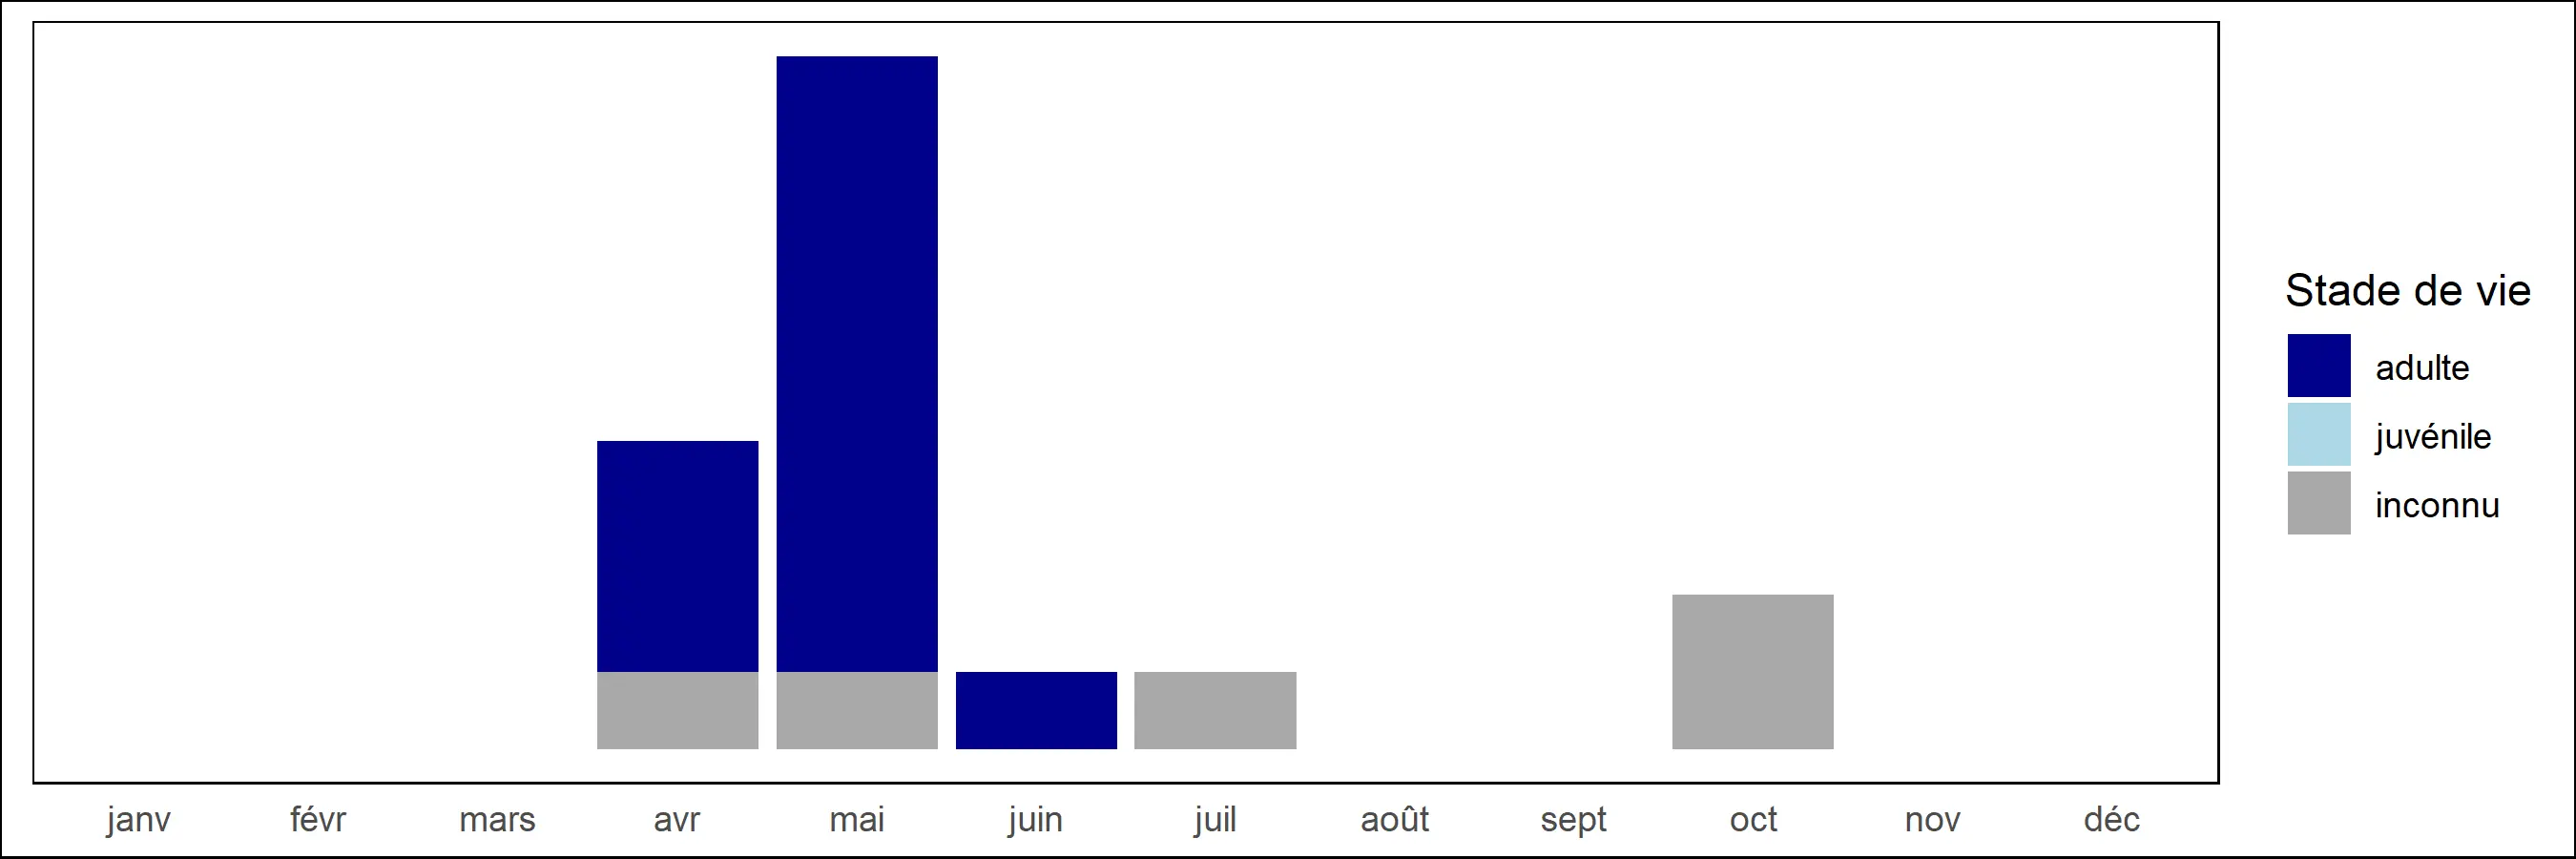 Stade de vie
adulte
juvénile
inconnu
janv févr mars avr mai juin juil août sept oct nov déc